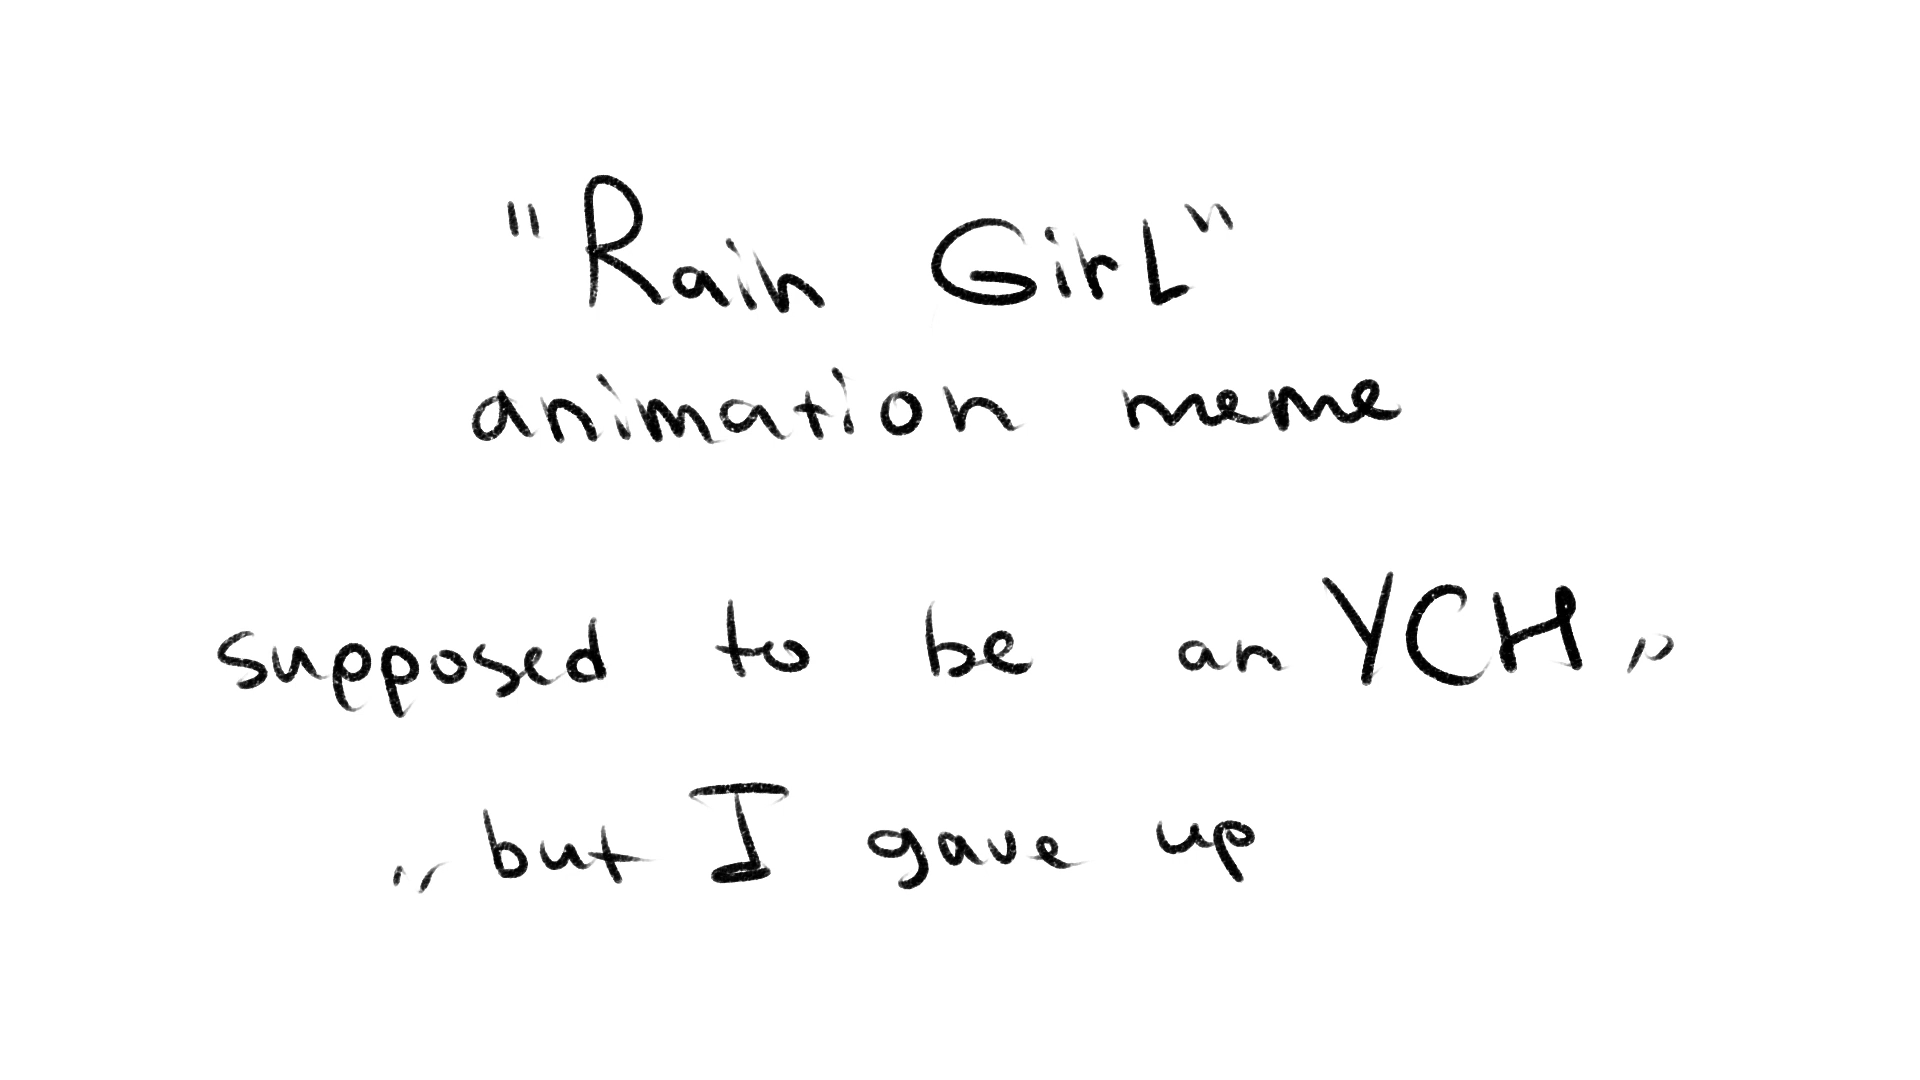 "Rain GirL"
animation meme
supposed to be an YCH,,
,,but I gave up